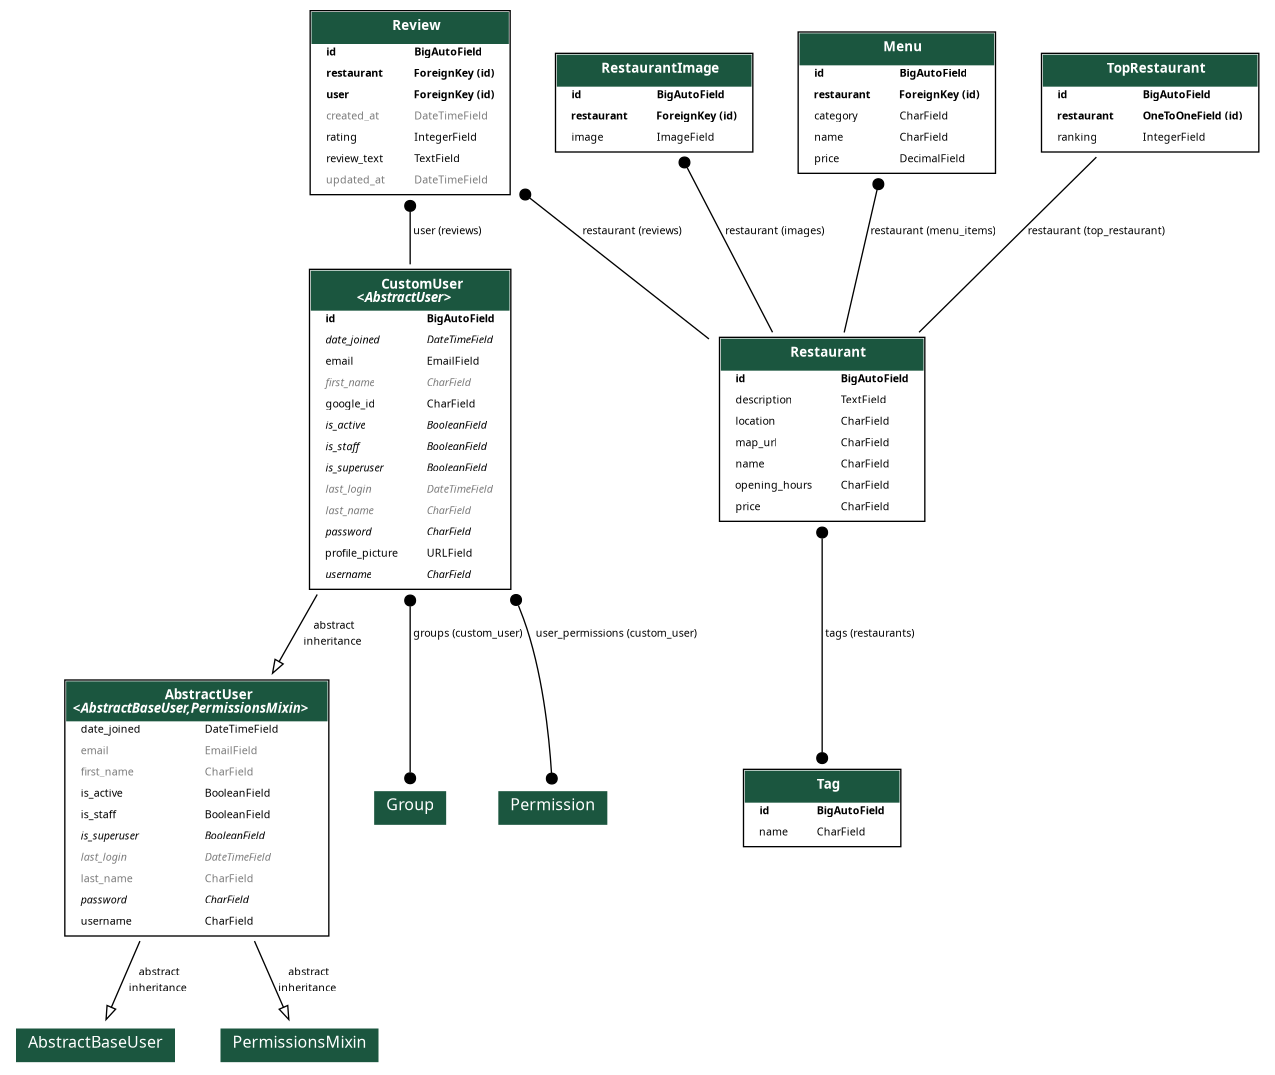 Review
id BigAutoField
restaurant ForeignKey (id)
user ForeignKey (id)
created_at DateTimeField
rating IntegerField
review_text TextField
updated_at DateTimeField
RestaurantImage
id BigAutoField
restaurant ForeignKey (id)
image ImageField
Menu
id BigAutoField
restaurant ForeignKey (id)
category CharField
name CharField
price DecimalField
TopRestaurant
id BigAutoField
restaurant OneToOneField (id)
ranking IntegerField
user (reviews)
restaurant (reviews)
restaurant (images)
restaurant (menu_items)
restaurant (top_restaurant)
CustomUser
<AbstractUser>
id BigAutoField
date_joined DateTimeField
email EmailField
first_name CharField
google_id CharField
is_active BooleanField
is_staff BooleanField
is_superuser BooleanField
last_login DateTimeField
last_name CharField
password CharField
profile_picture URLField
username CharField
Restaurant
id BigAutoField
description TextField
location CharField
map_url CharField
name CharField
opening_hours CharField
price CharField
abstract
inheritance
groups (custom_user)
user_permissions (custom_user)
tags (restaurants)
AbstractUser
<AbstractBaseUser,PermissionsMixin>
date_joined DateTimeField
email EmailField
first_name CharField
is_active BooleanField
is_staff BooleanField
is_superuser BooleanField
last_login DateTimeField
last_name CharField
password CharField
username CharField
Group
Permission
Tag
id BigAutoField
name CharField
abstract
inheritance
abstract
inheritance
AbstractBaseUser
PermissionsMixin